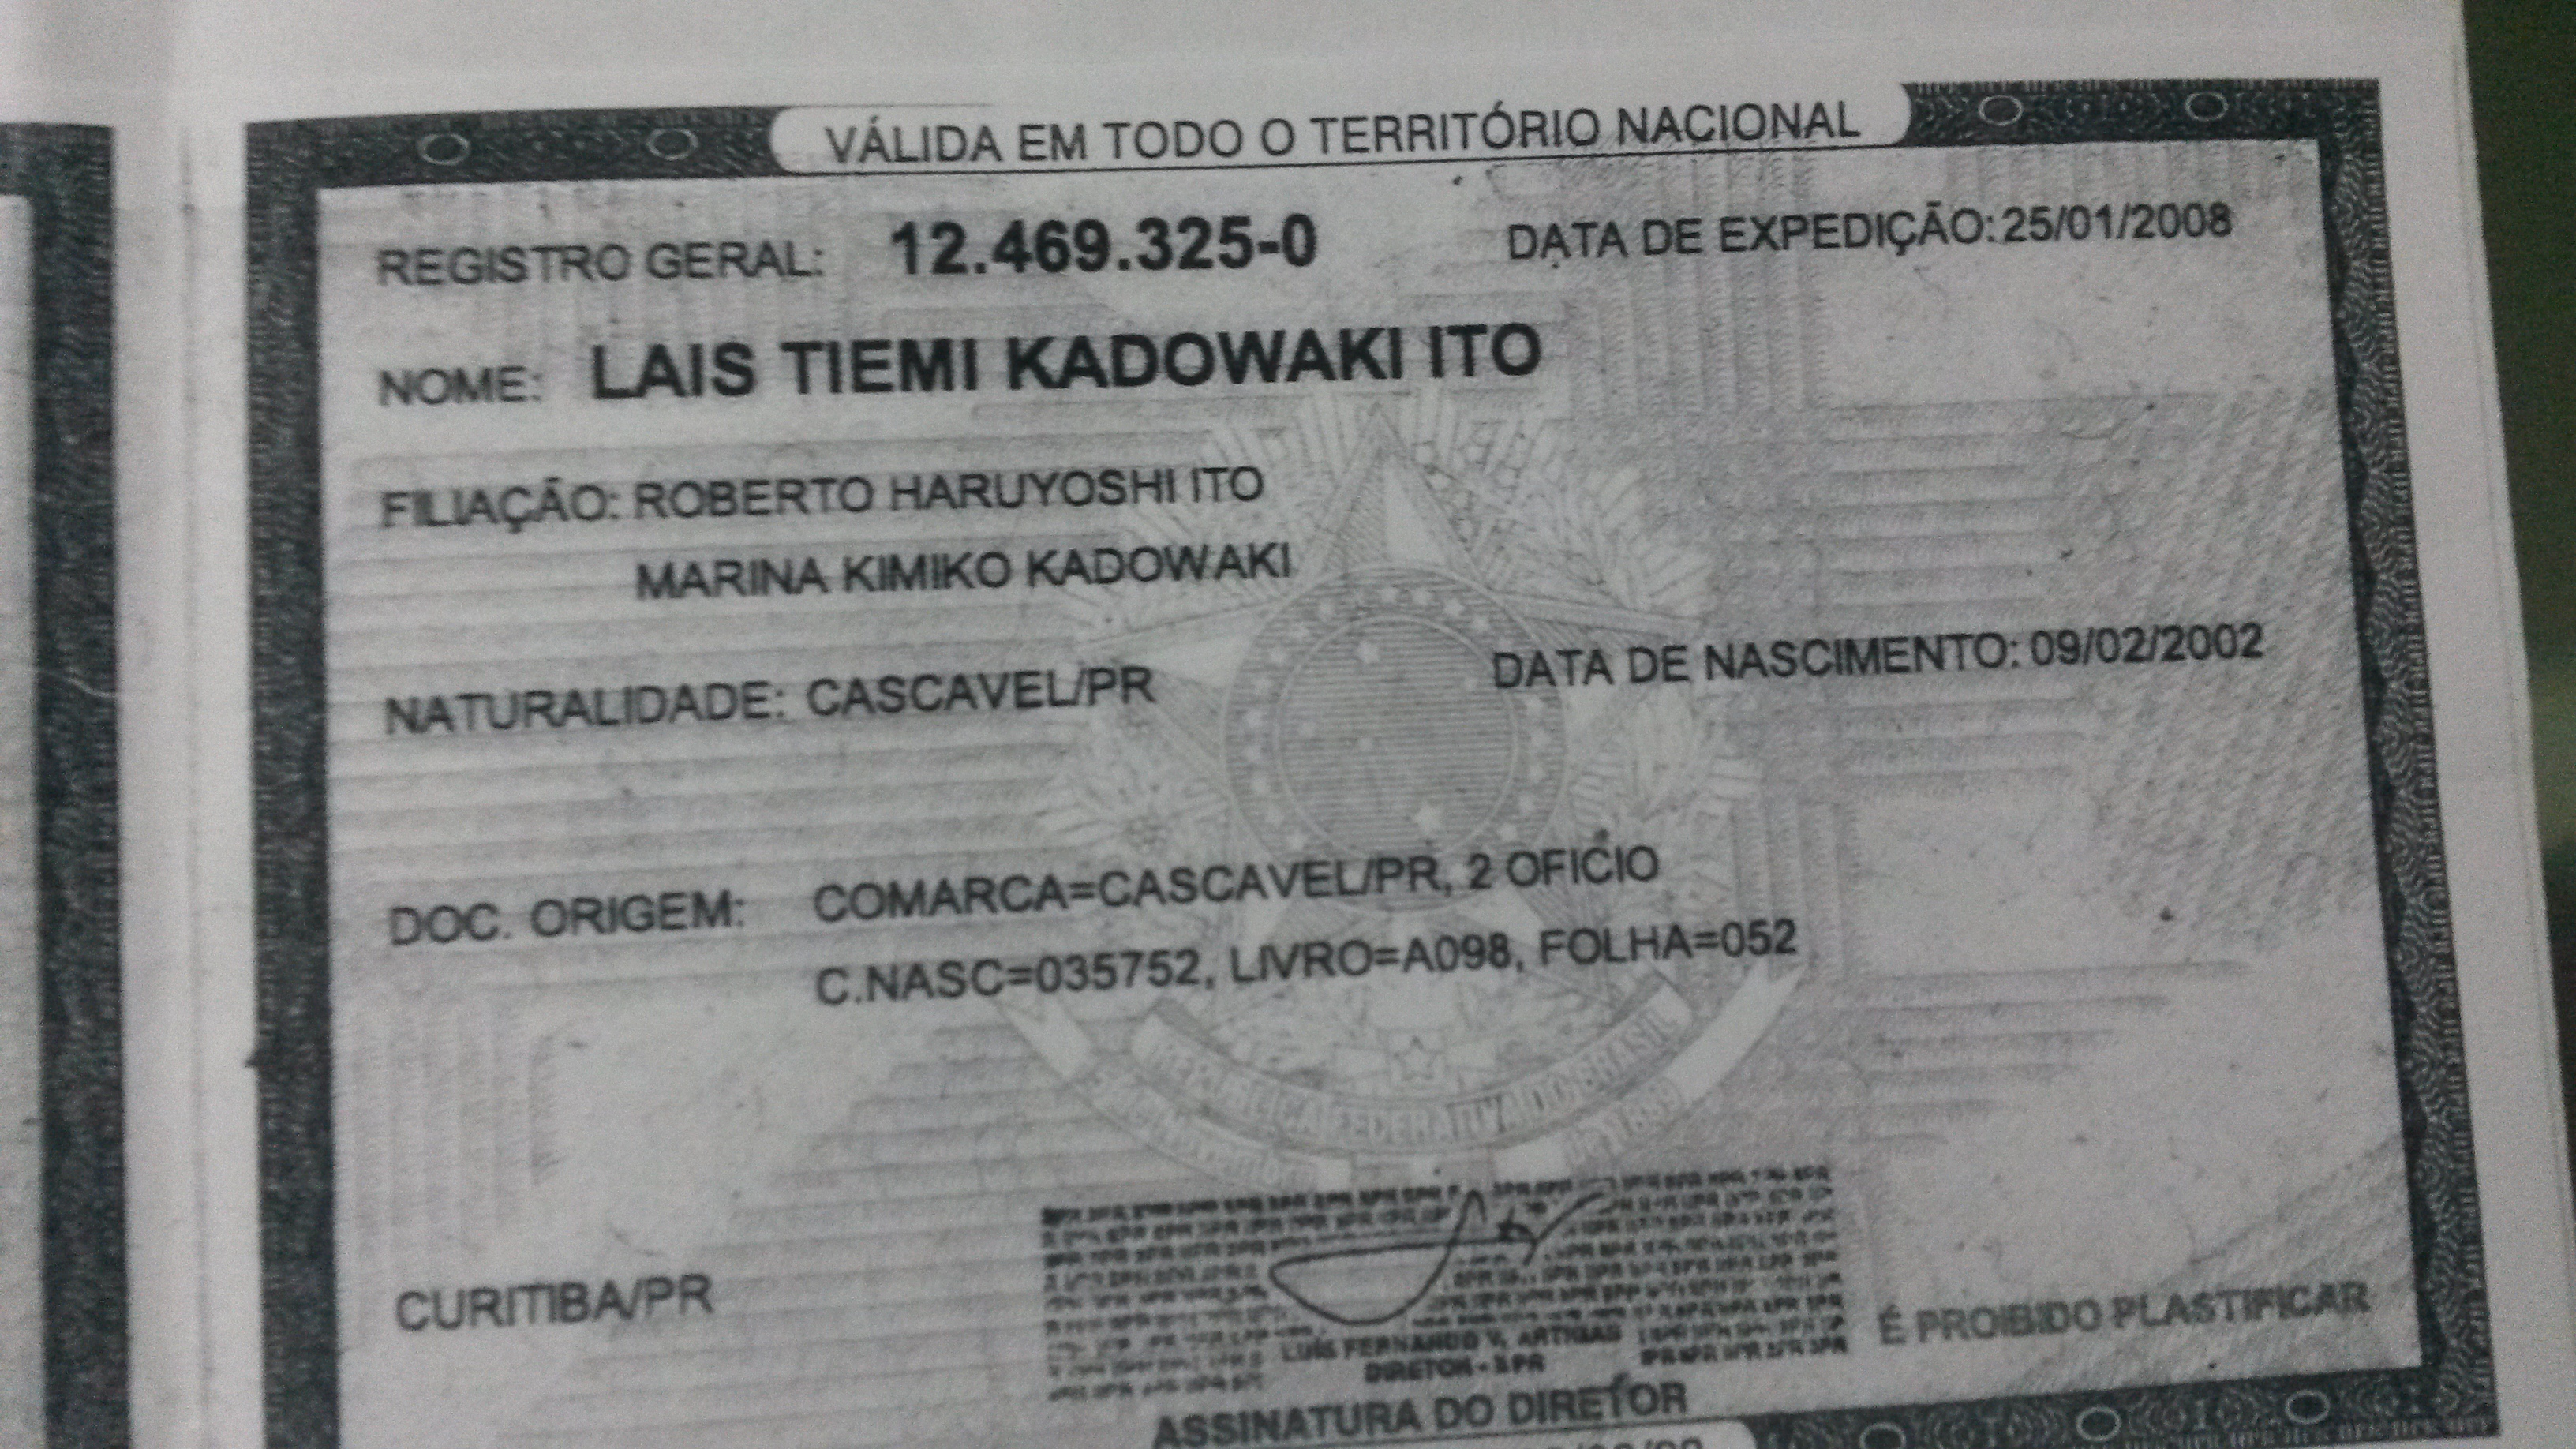 VÁLIDA EM TODO O TERRITÓRIO NACIONAL
REGISTRO GERAL: 12.469.325-0 DATA DE EXPEDIÇÃO: 25/01/2008
NOME: LAIS TIEMI KADOWAKI ITO
FILIAÇÃO: ROBERTO HARUYOSHI ITO
MARINA KIMIKO KADOWAKI
NATURALIDADE: CASCAVEL/PR DATA DE NASCIMENTO: 09/02/2002
DOC. ORIGEM: COMARCA=CASCAVEL/PR, 2 OFICIO
C.NASC=035752, LIVRO=A098, FOLHA=052
REPUBLICA FEDERATIVA DO BRASIL
de 1889
CURITIBA/PR
LUÍS FERNANDO V. ARTIGAS
DIRETOR -
É PROIBIDO PLASTIFICAR
ASSINATURA DO DIRETOR